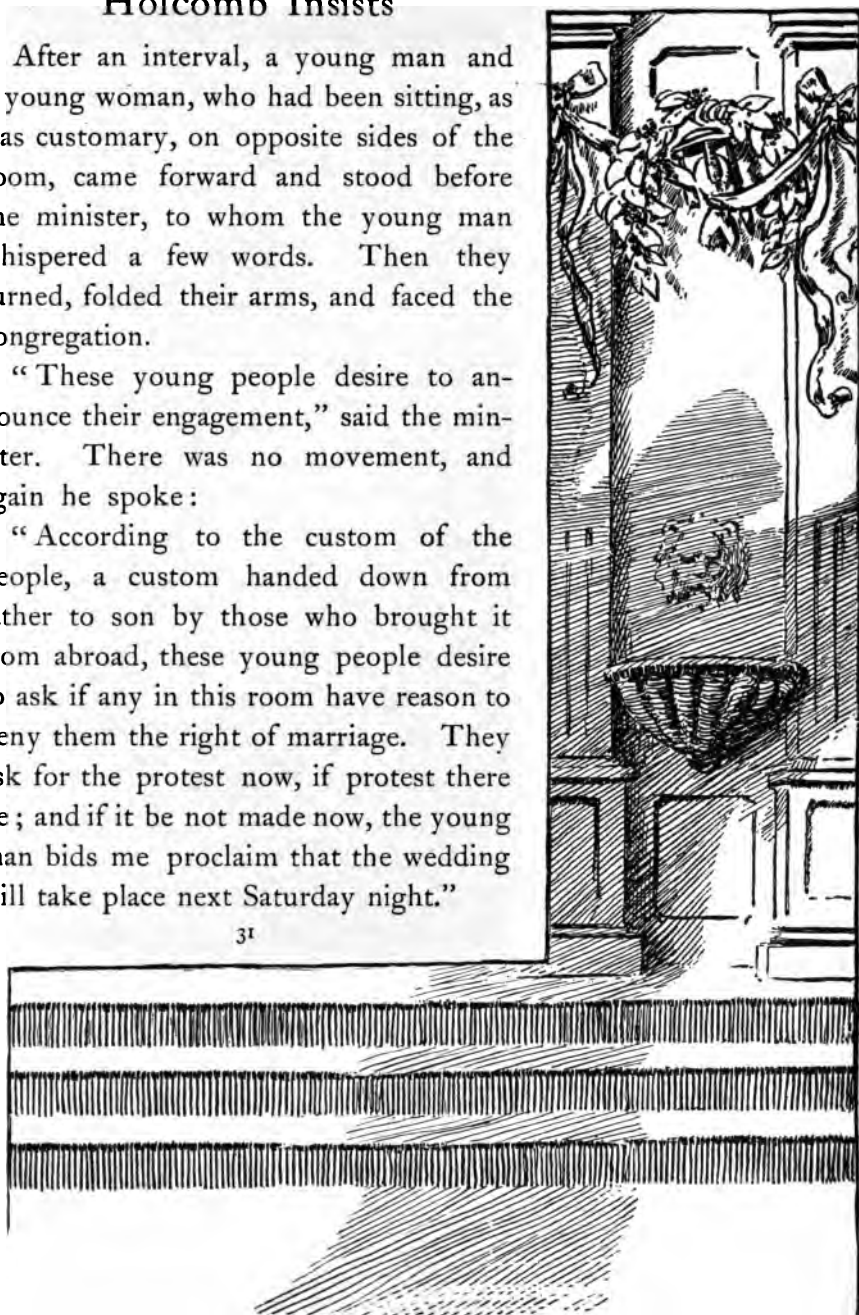 Holcomb Insists
After an interval, a young man and
young woman, who had been sitting, as
as customary, on opposite sides of the
oom, came forward and stood before
he minister, to whom the young man
hispered a few words. Then they
urned, folded their arms, and faced the
ongregation.
“These young people desire to an-
ounce their engagement,” said the min-
ter. There was no movement, and
gain he spoke:
“According to the custom of the
eople, a custom handed down from
ther to son by those who brought it
om abroad, these young people desire
o ask if any in this room have reason to
eny them the right of marriage. They
sk for the protest now, if protest there
e; and if it be not made now, the young
an bids me proclaim that the wedding
ill take place next Saturday night.”
31